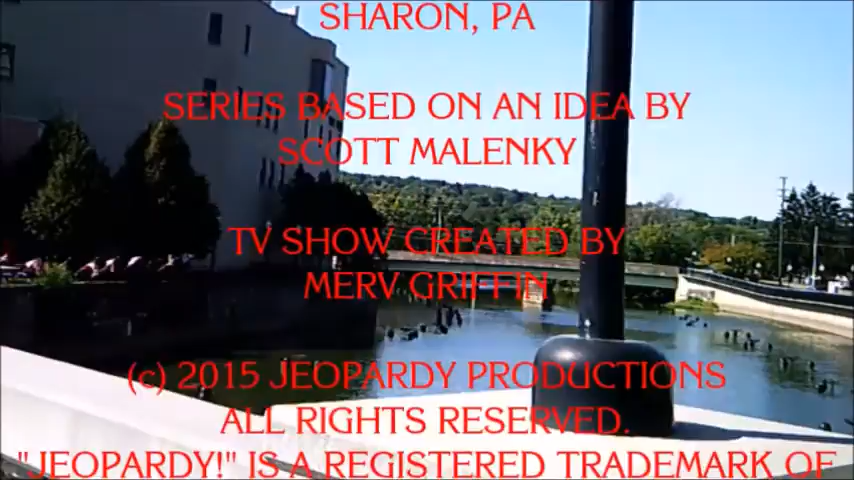 SHARON, PA
SERIES BASED ON AN IDEA BY
SCOTT MALENKY
TV SHOW CREATED BY
MERV GRIFFIN
(c) 2015 JEOPARDY PRODUCTIONS
ALL RIGHTS RESERVED.
"JEOPARDY!" IS A REGISTERED TRADEMARK OF